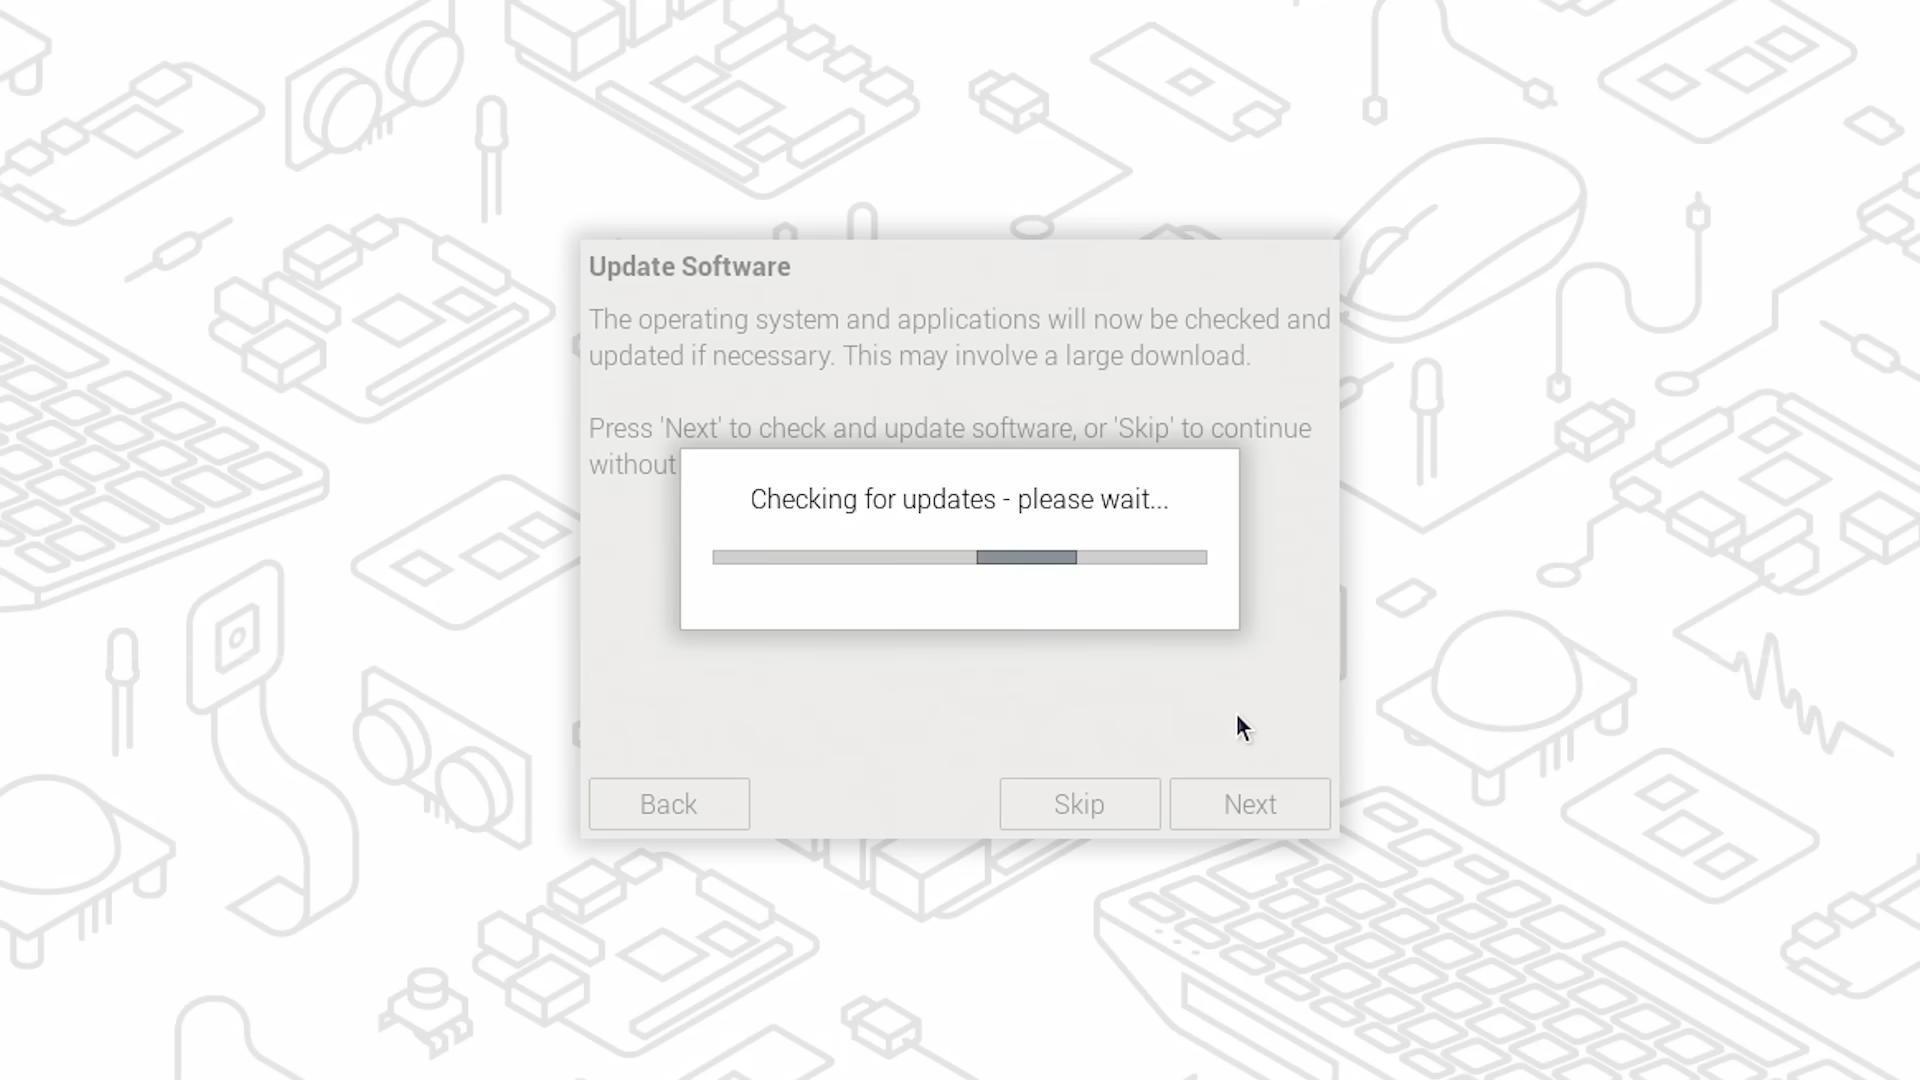 Update Software
The operating system and applications will now be checked and
updated if necessary. This may involve a large download.
Press 'Next' to check and update software, or 'Skip' to continue
without
Checking for updates - please wait...
Back
Skip
Next